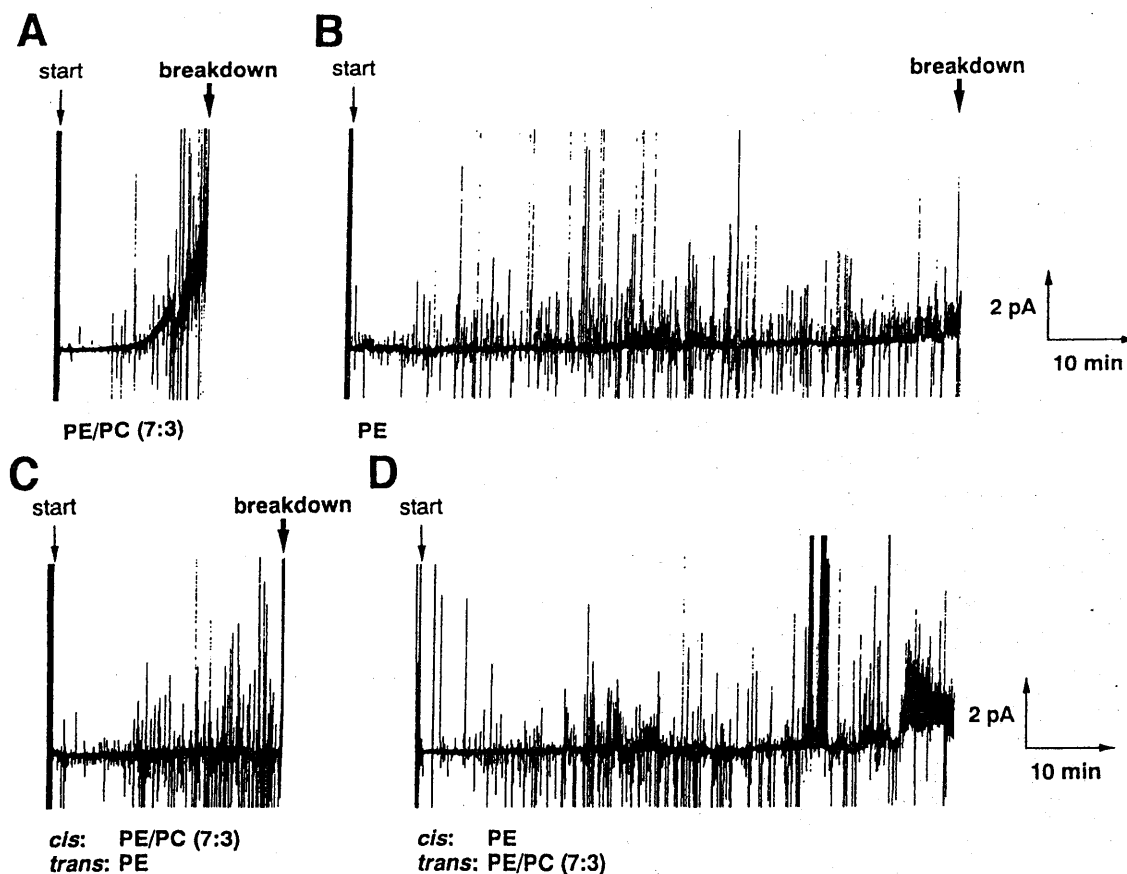 A
start
breakdown
PE/PC (7:3)
B
start
breakdown
PE
2 pA
10 min
C
start
breakdown
cis: PE/PC (7:3)
trans: PE
D
start
cis: PE
trans: PE/PC (7:3)
2 pA
10 min